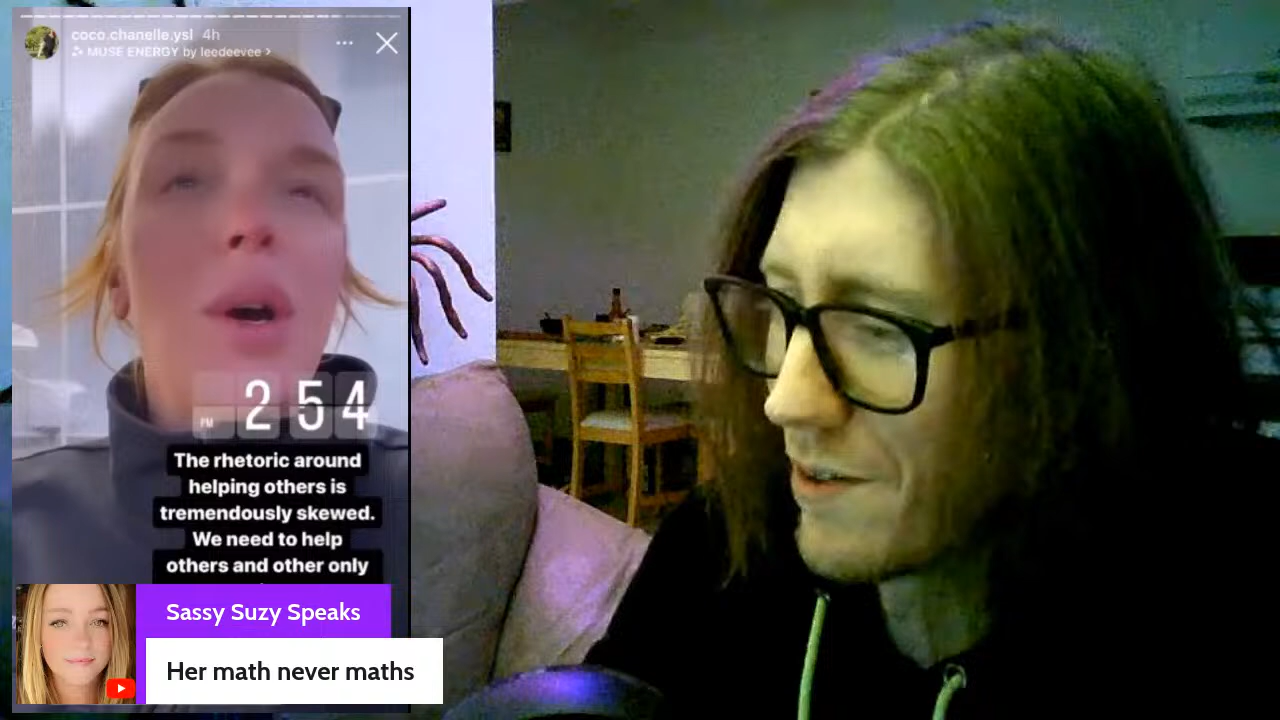 coco.chanelle.ysl 4h
MUSE ENERGY by leedeevee >
PM 2 54
The rhetoric around
helping others is
tremendously skewed.
We need to help
others and other only
Sassy Suzy Speaks
Her math never maths